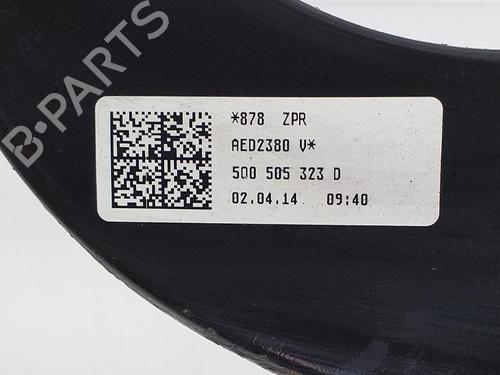 *878 ZPR
AED2380 V*
5Q0 505 323 D
02.04.14 09:40
B-PARTS